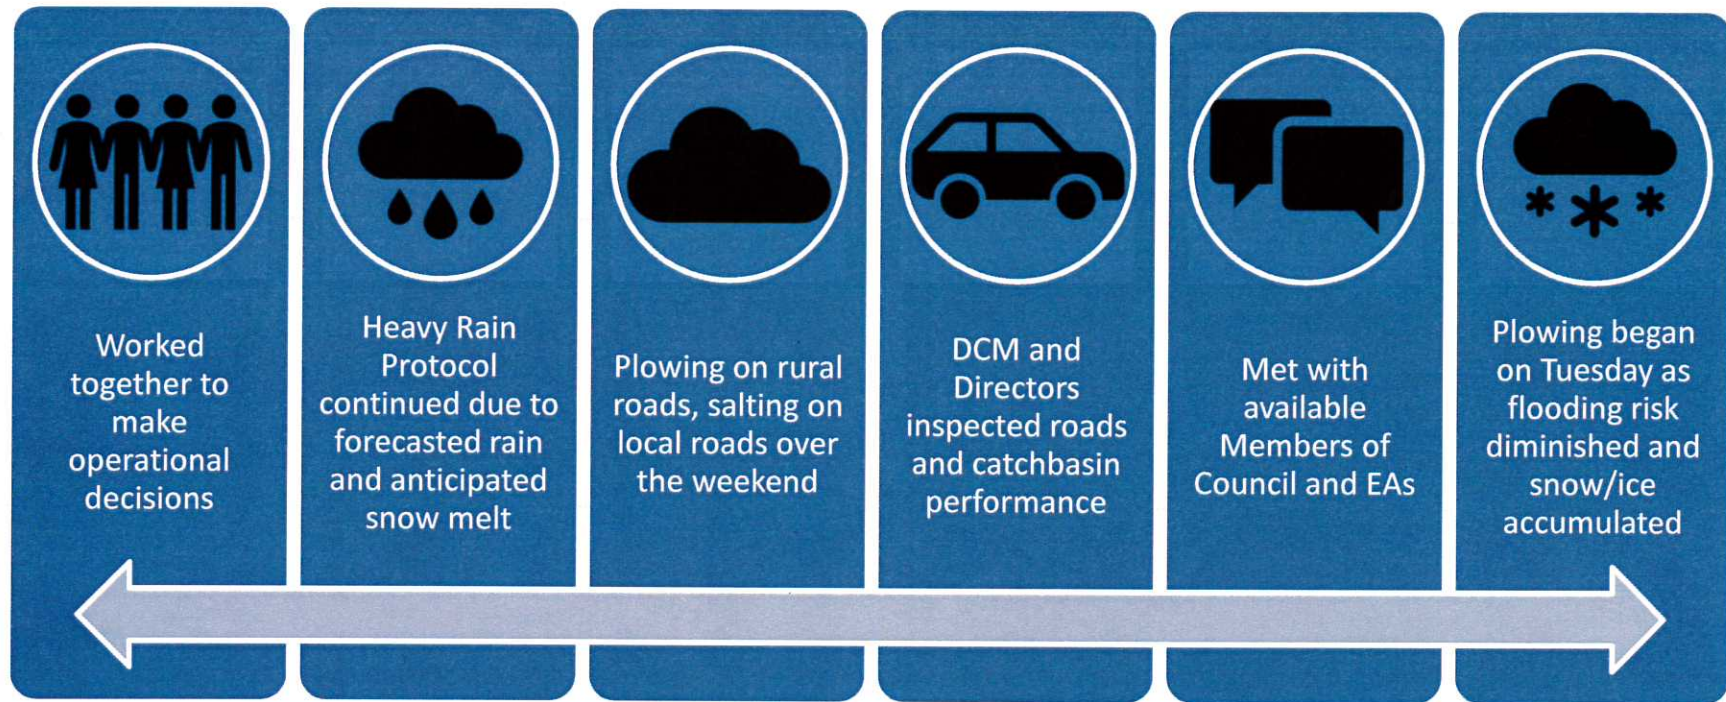 Worked
together to
make
operational
decisions
Heavy Rain
Protocol
continued due to
forecasted rain
and anticipated
snow melt
Plowing on rural
roads, salting on
local roads over
the weekend
DCM and
Directors
inspected roads
and catchbasin
performance
Met with
available
Members of
Council and EAs
Plowing began
on Tuesday as
flooding risk
diminished and
snow/ice
accumulated